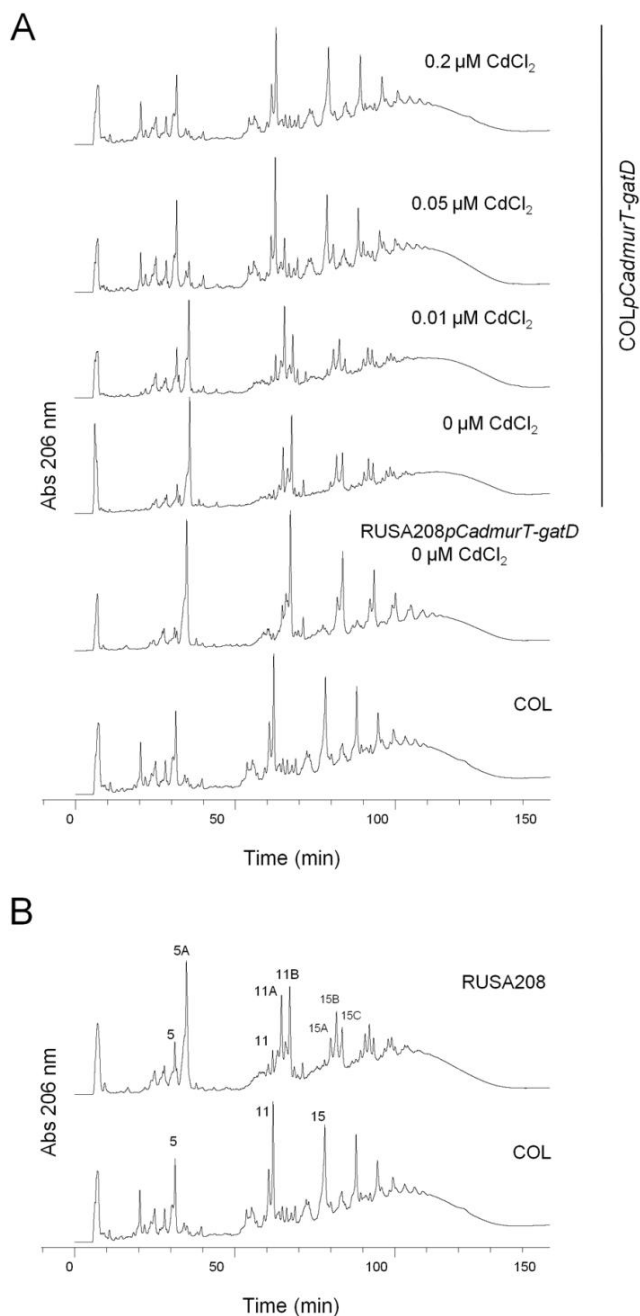 A
0.2 µM CdCl₂
0.05 µM CdCl₂
0.01 µM CdCl₂
0 µM CdCl₂
COLpCadmurT-gatD
RUSA208pCadmurT-gatD
0 µM CdCl₂
COL
Abs 206 nm
0 50 100 150
Time (min)
B
RUSA208
5 5A 11 11A 11B 15A 15B 15C
COL
5 11 15
Abs 206 nm
0 50 100 150
Time (min)